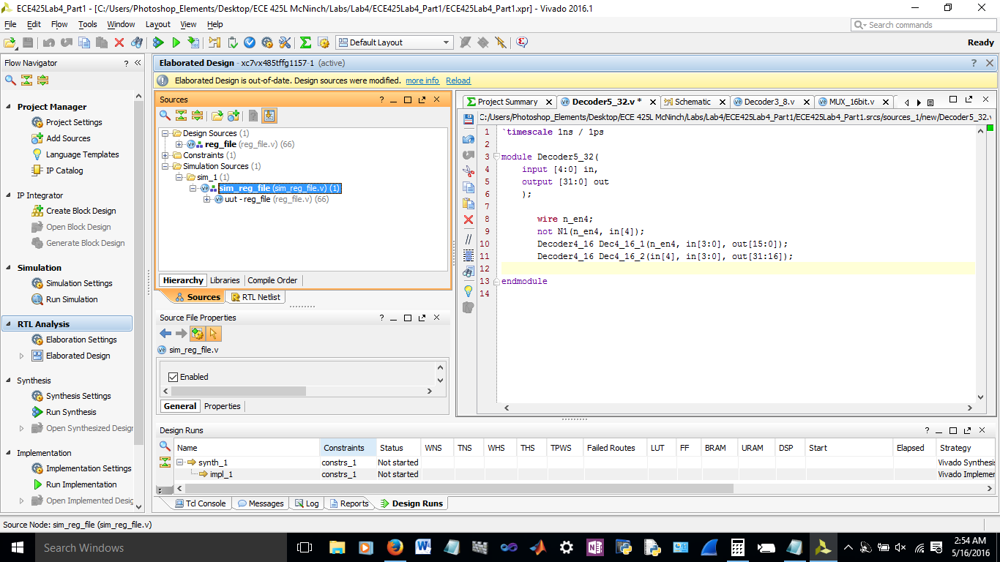 ECE425Lab4_Part1 - [C:/Users/Photoshop_Elements/Desktop/ECE 425L McNinch/Labs/Lab4/ECE425Lab4_Part1/ECE425Lab4_Part1.xpr] - Vivado 2016.1
File Edit Flow Tools Window Layout View Help
Search commands
Default Layout
Ready
Flow Navigator
Project Manager
Project Settings
Add Sources
Language Templates
IP Catalog
IP Integrator
Create Block Design
Open Block Design
Generate Block Design
Simulation
Simulation Settings
Run Simulation
RTL Analysis
Elaboration Settings
Elaborated Design
Synthesis
Synthesis Settings
Run Synthesis
Open Synthesized Desig
Implementation
Implementation Settings
Run Implementation
Open Implemented Desig
Elaborated Design - xc7vx485tffg1157-1 (active)
Elaborated Design is out-of-date. Design sources were modified. more info Reload
Sources
Design Sources (1)
reg_file (reg_file.v) (66)
Constraints (1)
Simulation Sources (1)
sim_1 (1)
sim_reg_file (sim_reg_file.v) (1)
uut - reg_file (reg_file.v) (66)
Hierarchy Libraries Compile Order
Sources RTL Netlist
Source File Properties
sim_reg_file.v
Enabled
General Properties
Project Summary Decoder5_32.v * Schematic Decoder3_8.v MUX_16bit.v
C:/Users/Photoshop_Elements/Desktop/ECE 425L McNinch/Labs/Lab4/ECE425Lab4_Part1/ECE425Lab4_Part1.srcs/sources_1/new/Decoder5_32.v
1 `timescale 1ns / 1ps
2
3 module Decoder5_32(
4 input [4:0] in,
5 output [31:0] out
6 );
7
8 wire n_en4;
9 not N1(n_en4, in[4]);
10 Decoder4_16 Dec4_16_1(n_en4, in[3:0], out[15:0]);
11 Decoder4_16 Dec4_16_2(in[4], in[3:0], out[31:16]);
12
13 endmodule
14
Design Runs
Name Constraints Status WNS TNS WHS THS TPWS Failed Routes LUT FF BRAM URAM DSP Start Elapsed Strategy
synth_1 constrs_1 Not started Vivado Synthesis
impl_1 constrs_1 Not started Vivado Implemen
Tcl Console Messages Log Reports Design Runs
Source Node: sim_reg_file (sim_reg_file.v)
Search Windows
2:54 AM
5/16/2016